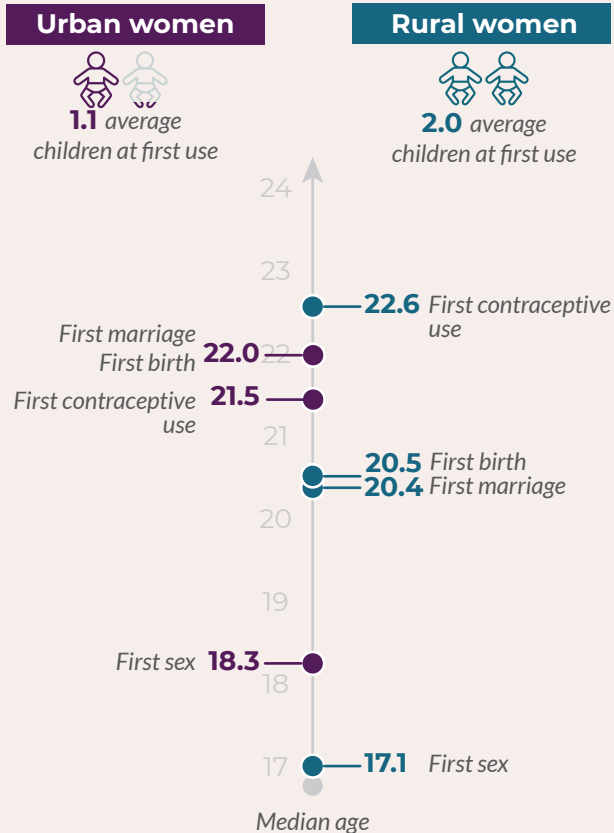 Urban women
Rural women
1.1 average
children at first use
2.0 average
children at first use
24
23
22.6 First contraceptive
use
First marriage
First birth 22.0
22
First contraceptive 21.5
use
21
20.5 First birth
20.4 First marriage
20
19
First sex 18.3
18
17
17.1 First sex
Median age